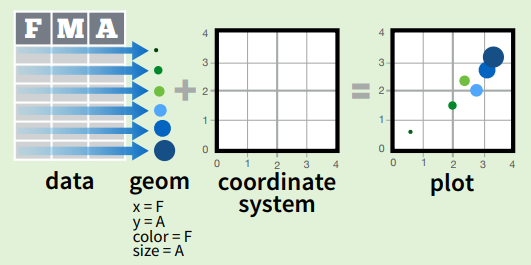 F M A
+
=
4
3
2
1
0
0 1 2 3 4
4
3
2
1
0
0 1 2 3 4
data
geom
x = F
y = A
color = F
size = A
coordinate
system
plot